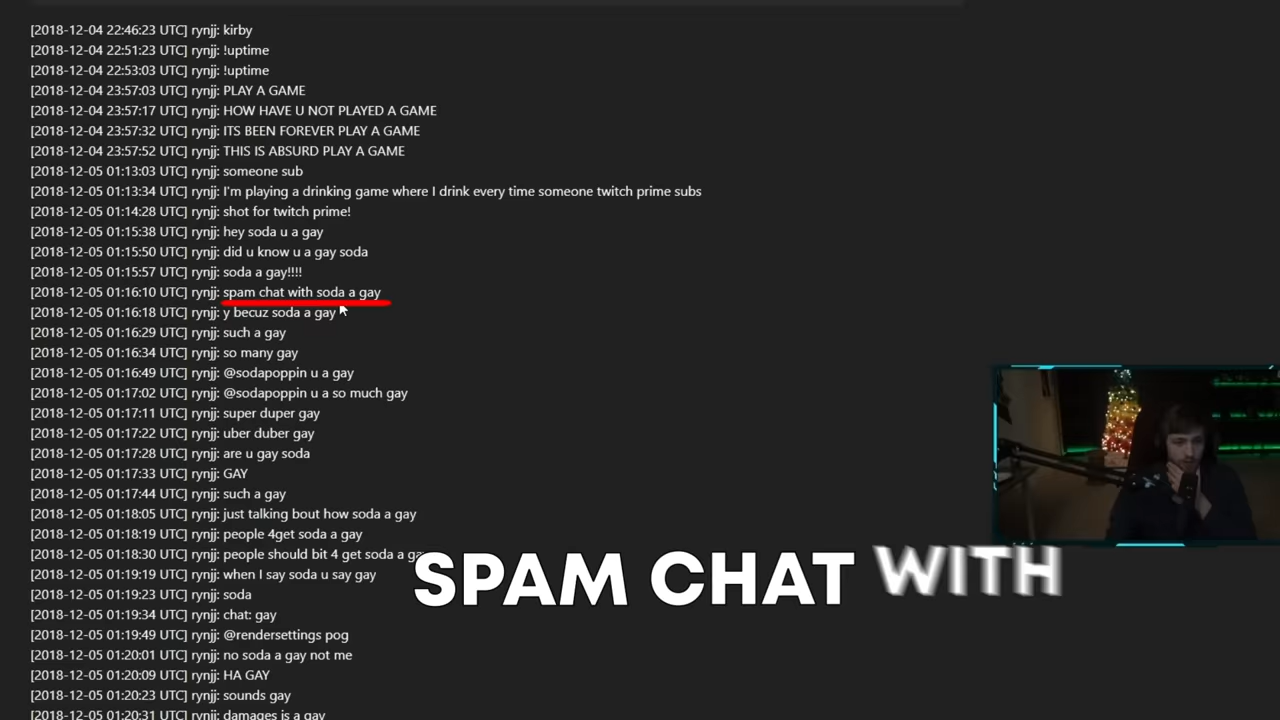 [2018-12-04 22:46:23 UTC] rynjj: kirby
[2018-12-04 22:51:23 UTC] rynjj: !uptime
[2018-12-04 22:53:03 UTC] rynjj: !uptime
[2018-12-04 23:57:03 UTC] rynjj: PLAY A GAME
[2018-12-04 23:57:17 UTC] rynjj: HOW HAVE U NOT PLAYED A GAME
[2018-12-04 23:57:32 UTC] rynjj: ITS BEEN FOREVER PLAY A GAME
[2018-12-04 23:57:52 UTC] rynjj: THIS IS ABSURD PLAY A GAME
[2018-12-05 01:13:03 UTC] rynjj: someone sub
[2018-12-05 01:13:34 UTC] rynjj: I'm playing a drinking game where I drink every time someone twitch prime subs
[2018-12-05 01:14:28 UTC] rynjj: shot for twitch prime!
[2018-12-05 01:15:38 UTC] rynjj: hey soda u a gay
[2018-12-05 01:15:50 UTC] rynjj: did u know u a gay soda
[2018-12-05 01:15:57 UTC] rynjj: soda a gay!!!!
[2018-12-05 01:16:10 UTC] rynjj: spam chat with soda a gay
[2018-12-05 01:16:18 UTC] rynjj: y becuz soda a gay
[2018-12-05 01:16:29 UTC] rynjj: such a gay
[2018-12-05 01:16:34 UTC] rynjj: so many gay
[2018-12-05 01:16:49 UTC] rynjj: @sodapoppin u a gay
[2018-12-05 01:17:02 UTC] rynjj: @sodapoppin u a so much gay
[2018-12-05 01:17:11 UTC] rynjj: super duper gay
[2018-12-05 01:17:22 UTC] rynjj: uber duber gay
[2018-12-05 01:17:28 UTC] rynjj: are u gay soda
[2018-12-05 01:17:33 UTC] rynjj: GAY
[2018-12-05 01:17:44 UTC] rynjj: such a gay
[2018-12-05 01:18:05 UTC] rynjj: just talking bout how soda a gay
[2018-12-05 01:18:19 UTC] rynjj: people 4get soda a gay
[2018-12-05 01:18:30 UTC] rynjj: people should bit 4 get soda a gay
[2018-12-05 01:19:19 UTC] rynjj: when I say soda u say gay
[2018-12-05 01:19:23 UTC] rynjj: soda
[2018-12-05 01:19:34 UTC] rynjj: chat: gay
[2018-12-05 01:19:49 UTC] rynjj: @rendersettings pog
[2018-12-05 01:20:01 UTC] rynjj: no soda a gay not me
[2018-12-05 01:20:09 UTC] rynjj: HA GAY
[2018-12-05 01:20:23 UTC] rynjj: sounds gay
[2018-12-05 01:20:31 UTC] rynjj: damages is a gay
SPAM CHAT WITH